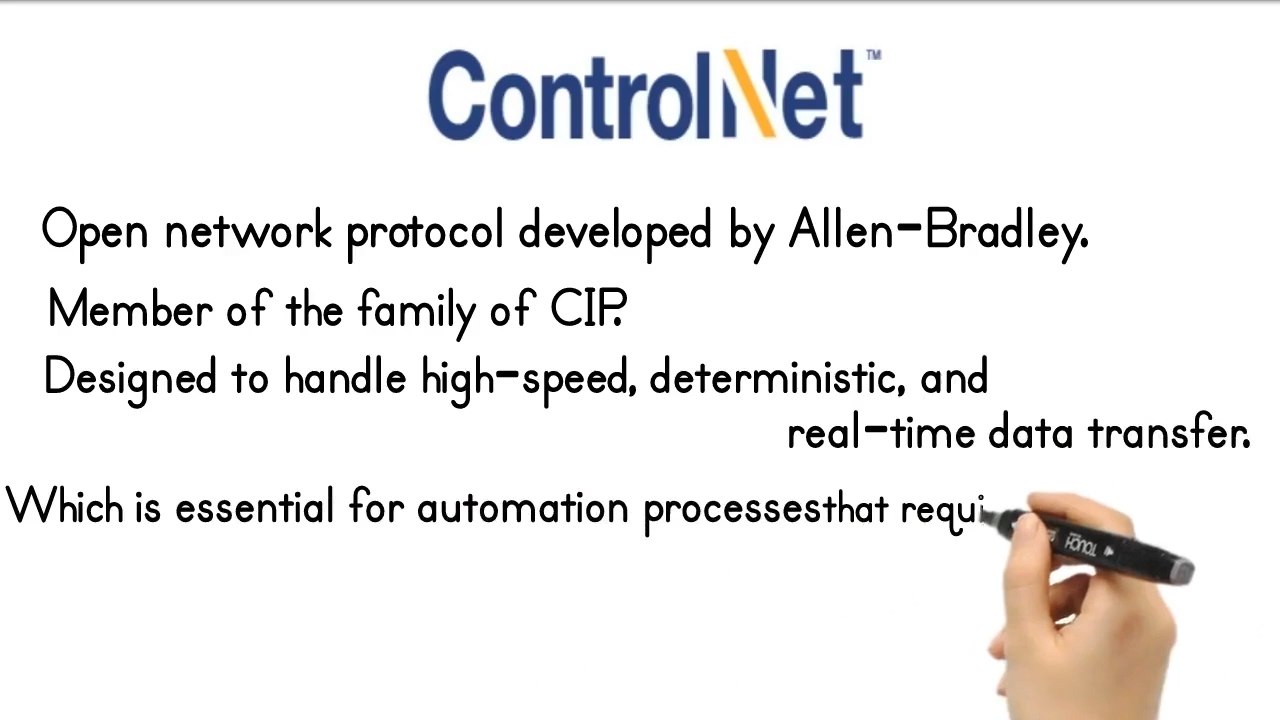 ControlNet™
Open network protocol developed by Allen-Bradley.
Member of the family of CIP.
Designed to handle high-speed, deterministic, and
real-time data transfer.
Which is essential for automation processesthat requi
TOUCH